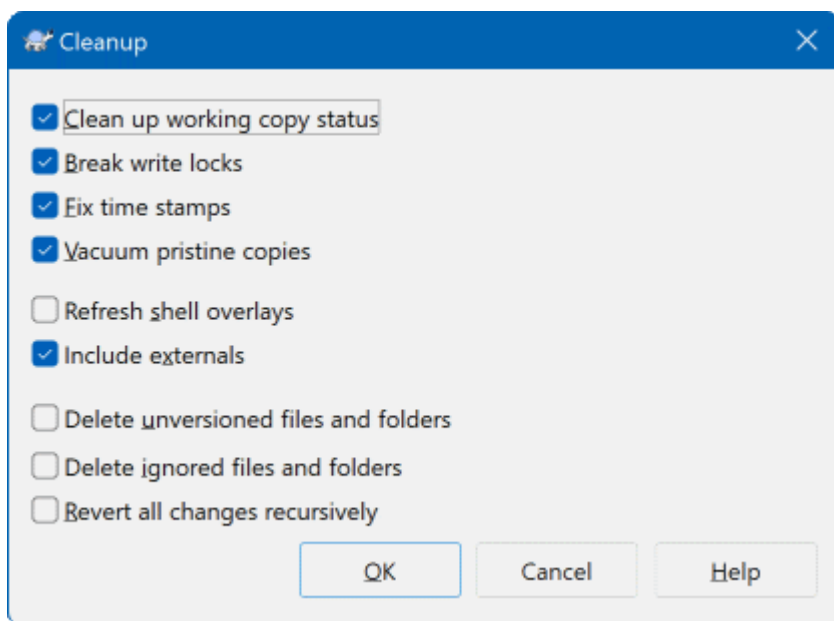 Cleanup
Clean up working copy status
Break write locks
Fix time stamps
Vacuum pristine copies
Refresh shell overlays
Include externals
Delete unversioned files and folders
Delete ignored files and folders
Revert all changes recursively
OK Cancel Help